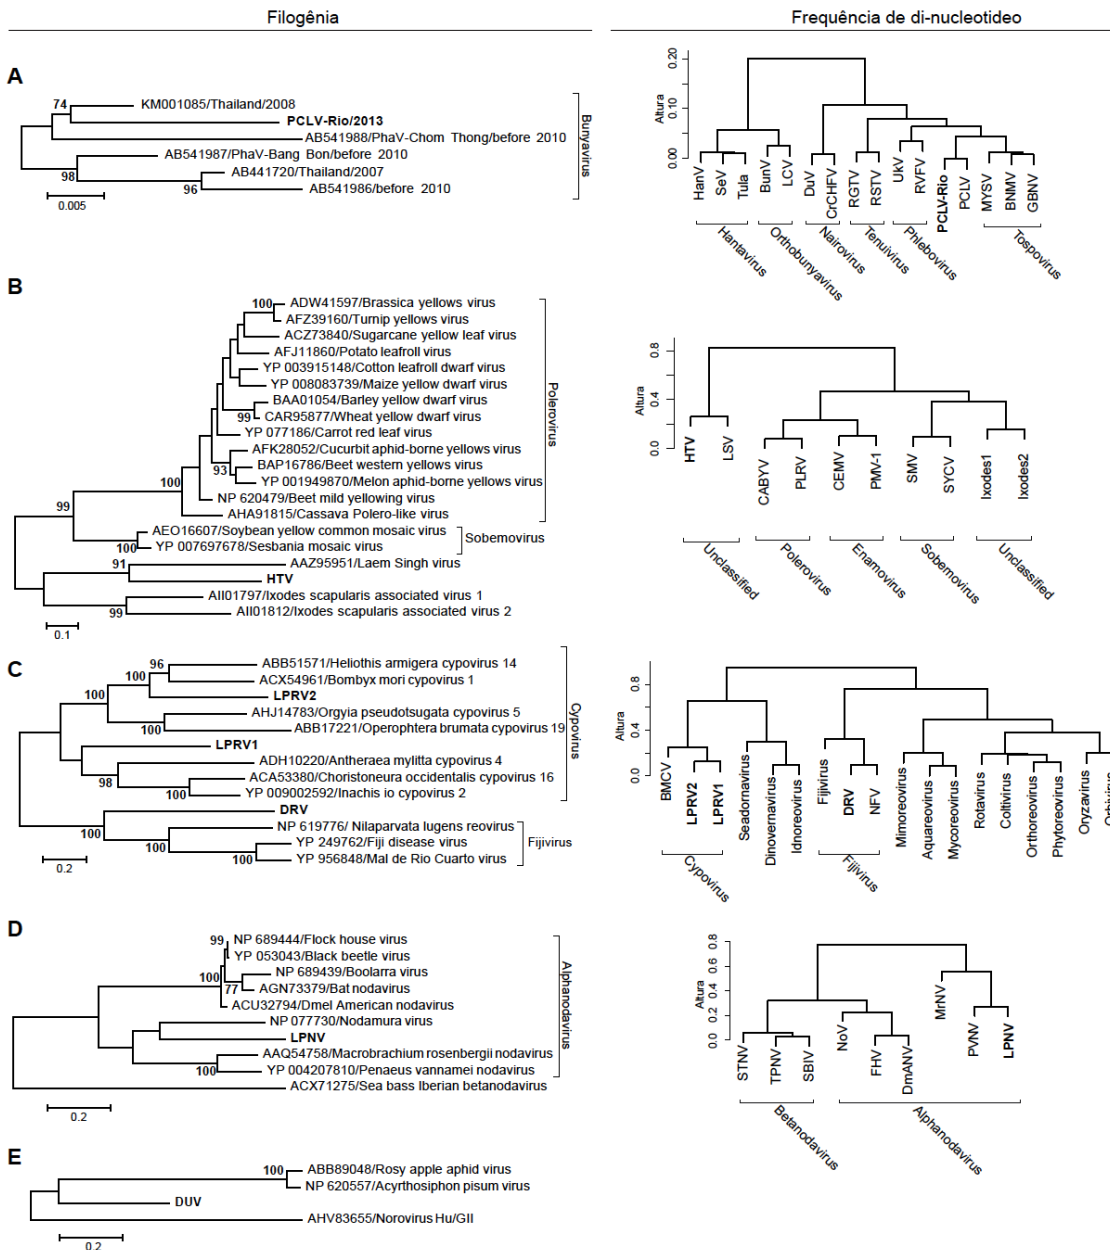 Filogênia
Frequência de di-nucleotideo
A
74
KM001085/Thailand/2008
PCLV-Rio/2013
AB541988/PhaV-Chom Thong/before 2010
AB541987/PhaV-Bang Bon/before 2010
98
AB441720/Thailand/2007
96
AB541986/before 2010
0.005
Bunyavirus
Altura
0.20
0.10
0.00
HanV
SeV
Tula
BunV
LCV
DuV
CrCHFV
RGTV
RSTV
UkV
RVFV
PCLV-Rio
PCLV
MYSV
BNMV
GBNV
Hantavirus
Orthobunyavirus
Nairovirus
Tenuivirus
Phlebovirus
Tospovirus
B
100
ADW41597/Brassica yellows virus
AFZ39160/Turnip yellows virus
ACZ73840/Sugarcane yellow leaf virus
AFJ11860/Potato leafroll virus
YP 003915148/Cotton leafroll dwarf virus
YP 008083739/Maize yellow dwarf virus
BAA01054/Barley yellow dwarf virus
99
CAR95877/Wheat yellow dwarf virus
YP 077186/Carrot red leaf virus
AFK28052/Cucurbit aphid-borne yellows virus
93
BAP16786/Beet western yellows virus
YP 001949870/Melon aphid-borne yellows virus
100
NP 620479/Beet mild yellowing virus
AHA91815/Cassava Polero-like virus
99
AEO16607/Soybean yellow common mosaic virus
100
YP 007697678/Sesbania mosaic virus
91
AAZ95951/Laem Singh virus
HTV
AII01797/Ixodes scapularis associated virus 1
99
AII01812/Ixodes scapularis associated virus 2
0.1
Polerovirus
Sobemovirus
Altura
0.8
0.4
0.0
HTV
LSV
CABYV
PLRV
CEMV
PMV-1
SMV
SYCV
Ixodes1
Ixodes2
Unclassified
Polerovirus
Enamovirus
Sobemovirus
Unclassified
C
96
ABB51571/Heliothis armigera cypovirus 14
100
ACX54961/Bombyx mori cypovirus 1
100
LPRV2
AHJ14783/Orgyia pseudotsugata cypovirus 5
100
ABB17221/Operophtera brumata cypovirus 19
LPRV1
ADH10220/Antheraea mylitta cypovirus 4
98
ACA53380/Choristoneura occidentalis cypovirus 16
100
YP 009002592/Inachis io cypovirus 2
DRV
100
NP 619776/ Nilaparvata lugens reovirus
100
YP 249762/Fiji disease virus
100
YP 956848/Mal de Rio Cuarto virus
0.2
Cypovirus
Fijivirus
Altura
0.8
0.4
0.0
BMCV
LPRV2
LPRV1
Seadornavirus
Dinovernavirus
Idnoreovirus
Fijivirus
DRV
NFV
Mimoreovirus
Aquareovirus
Mycoreovirus
Rotavirus
Coltivirus
Orthoreovirus
Phytoreovirus
Oryzavirus
Orbivirus
Cypovirus
Fijivirus
D
99
NP 689444/Flock house virus
YP 053043/Black beetle virus
100
NP 689439/Boolarra virus
77
AGN73379/Bat nodavirus
ACU32794/Dmel American nodavirus
NP 077730/Nodamura virus
LPNV
AAQ54758/Macrobrachium rosenbergii nodavirus
100
YP 004207810/Penaeus vannamei nodavirus
ACX71275/Sea bass Iberian betanodavirus
0.2
Alphanodavirus
Altura
0.8
0.6
0.4
0.2
0.0
STNV
TPNV
SBIV
NoV
FHV
DmANV
MrNV
PVNV
LPNV
Betanodavirus
Alphanodavirus
E
100
ABB89048/Rosy apple aphid virus
NP 620557/Acyrthosiphon pisum virus
DUV
AHV83655/Norovirus Hu/GII
0.2